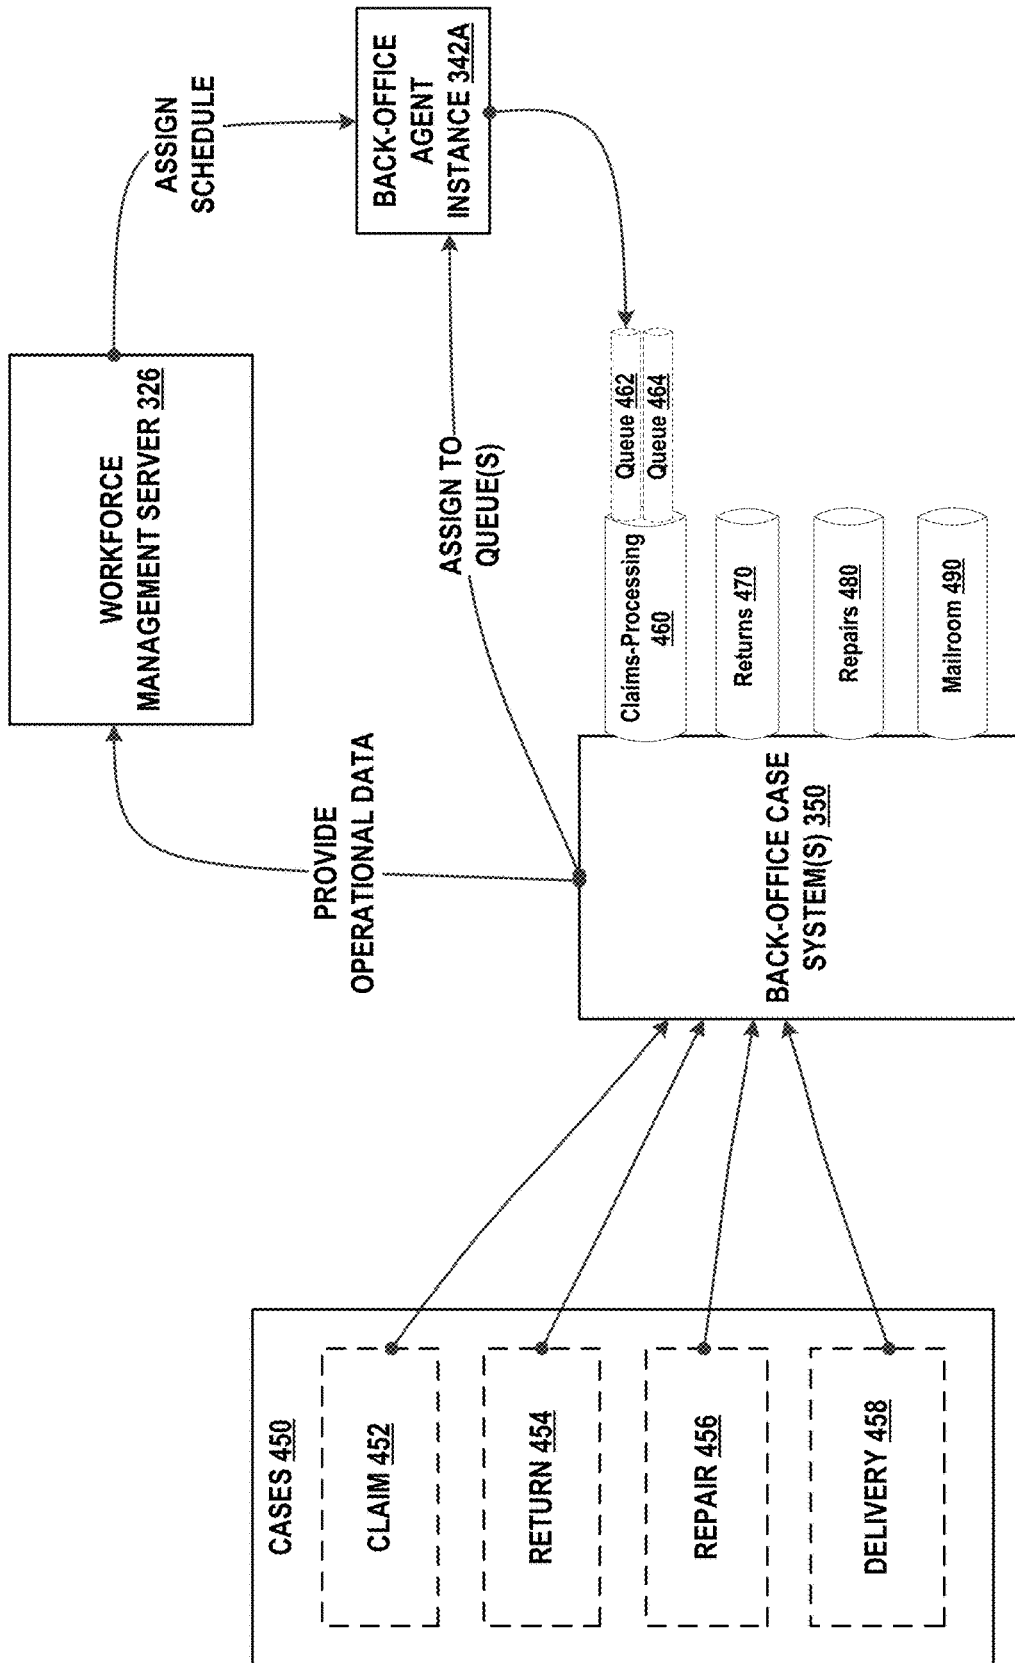 CASES 450
CLAIM 452
RETURN 454
REPAIR 456
DELIVERY 458
PROVIDE
OPERATIONAL DATA
WORKFORCE
MANAGEMENT SERVER 326
ASSIGN
SCHEDULE
BACK-OFFICE
AGENT
INSTANCE 342A
ASSIGN TO
QUEUE(S)
BACK-OFFICE CASE
SYSTEM(S) 350
Claims-Processing
460
Queue 462
Queue 464
Returns 470
Repairs 480
Mailroom 490